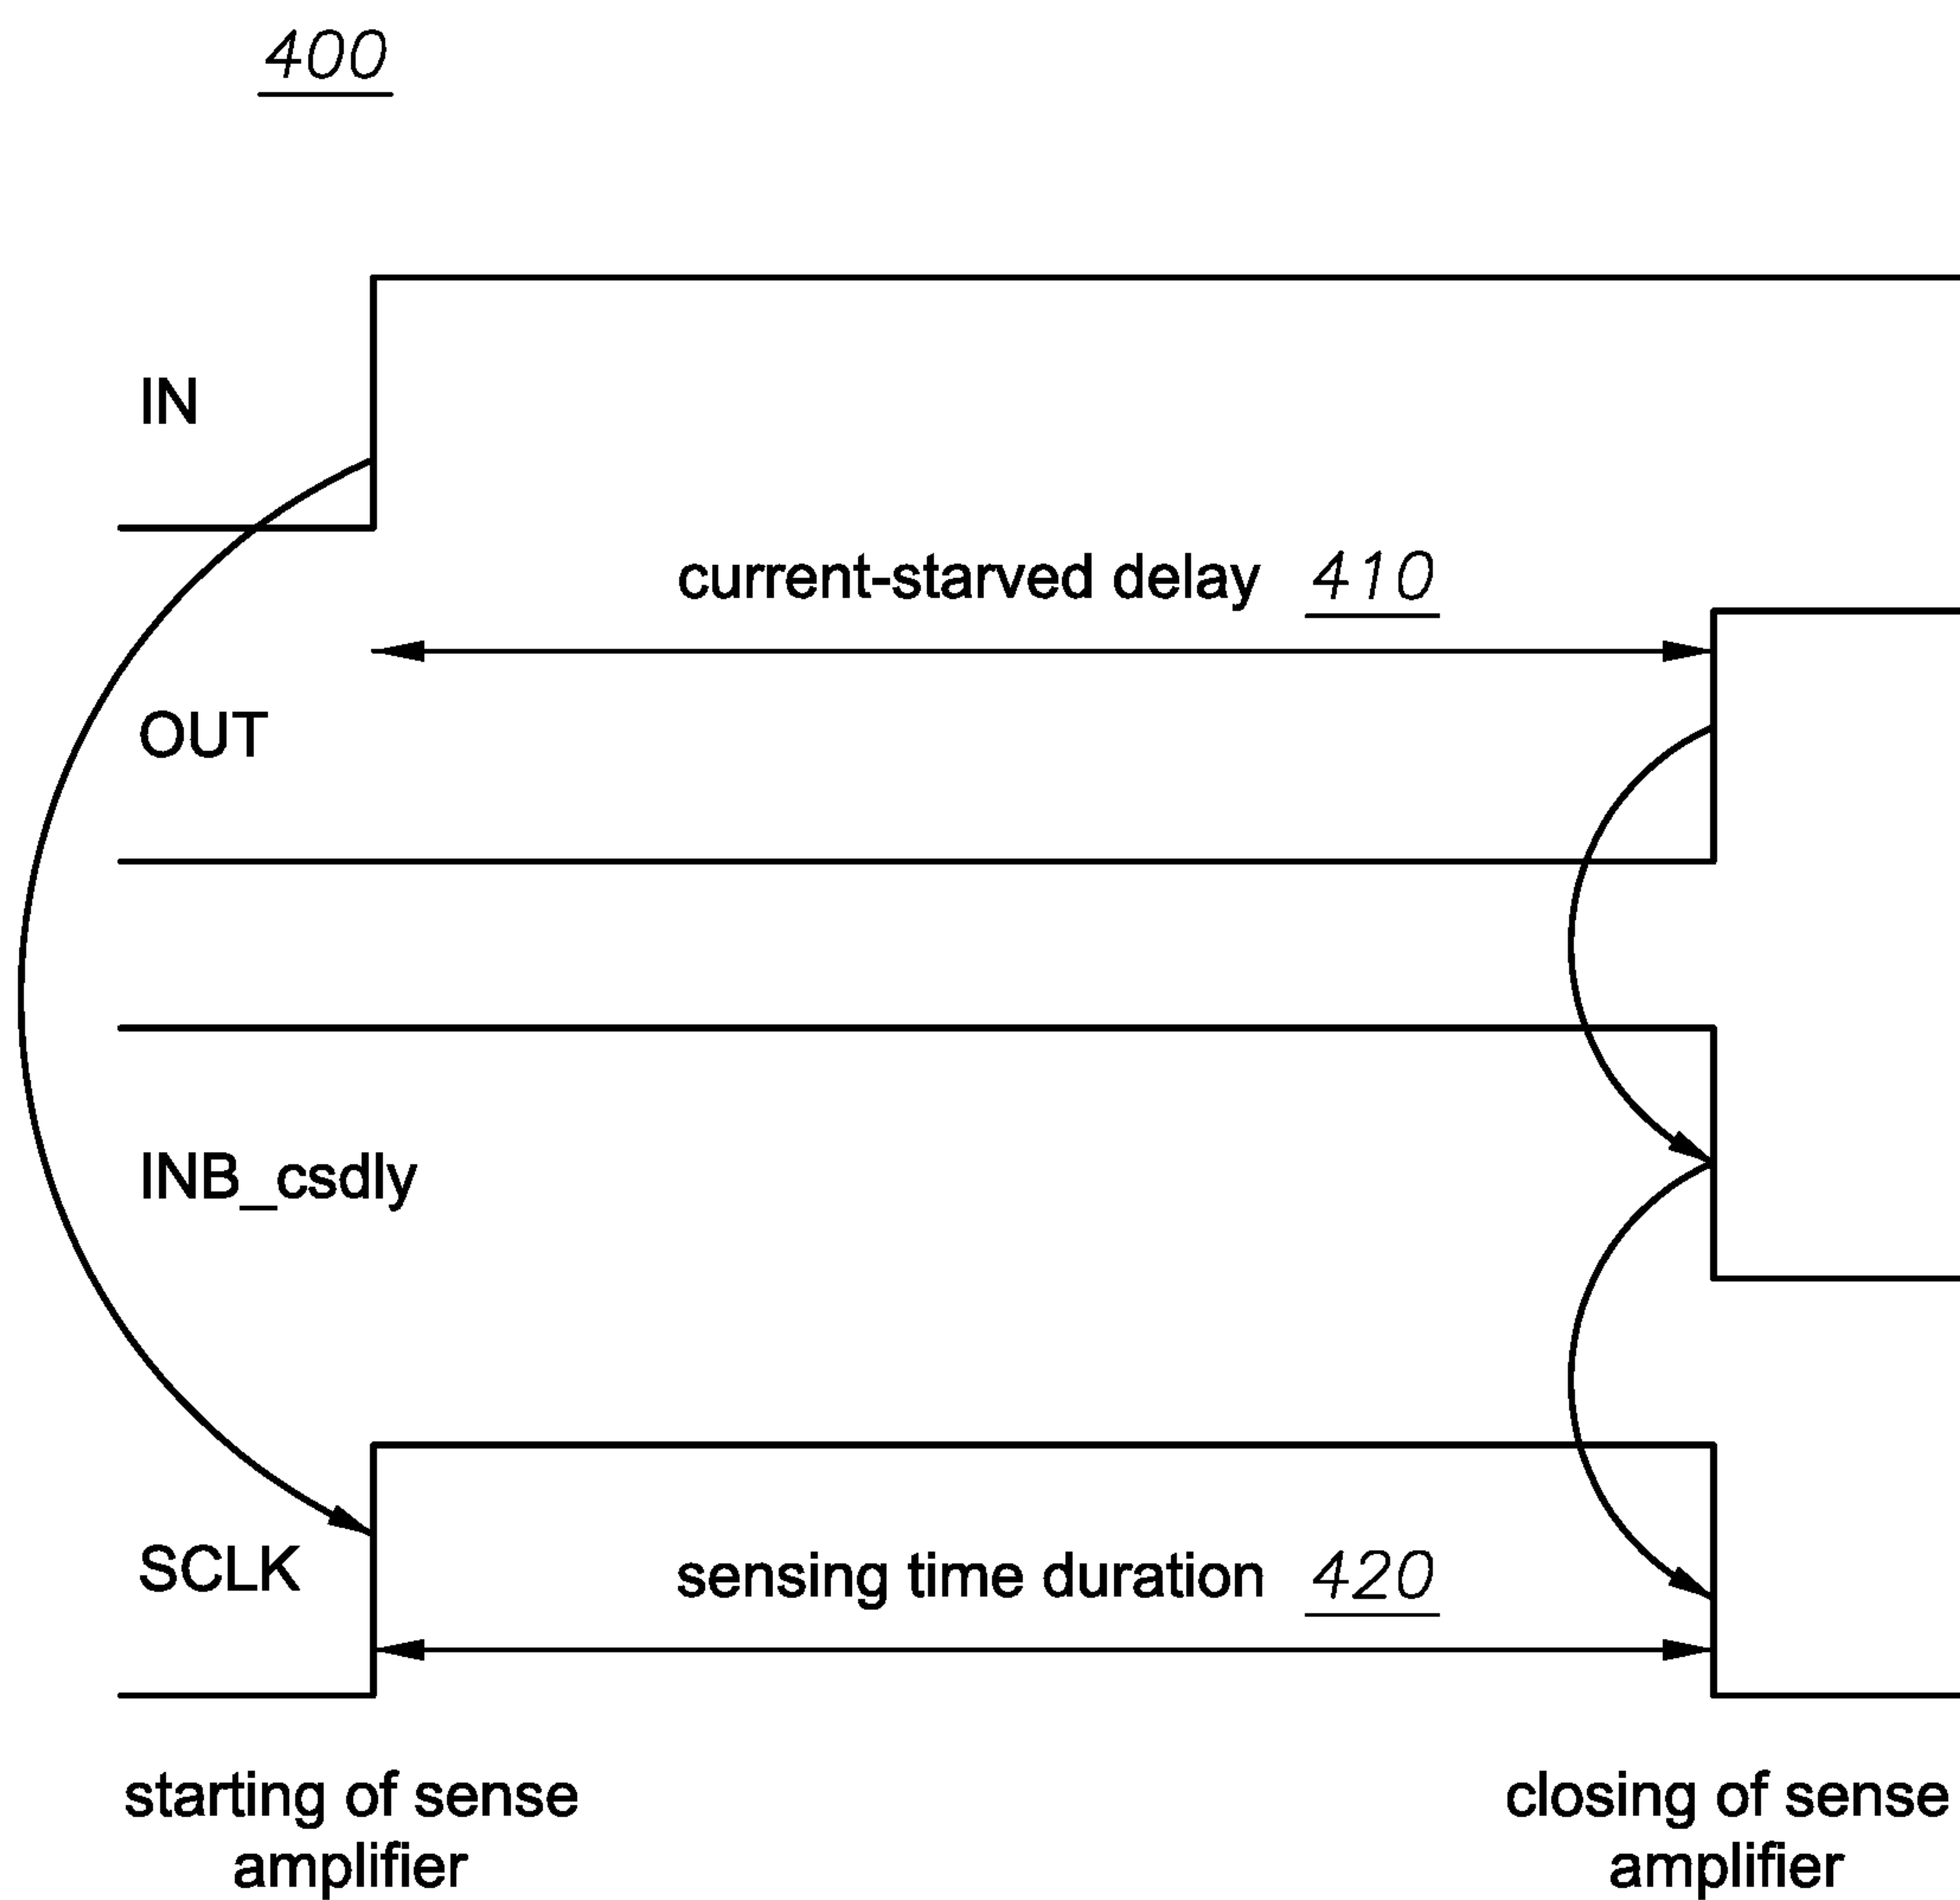 400
IN
current-starved delay 410
OUT
INB_csdly
SCLK
sensing time duration 420
starting of sense
amplifier
closing of sense
amplifier